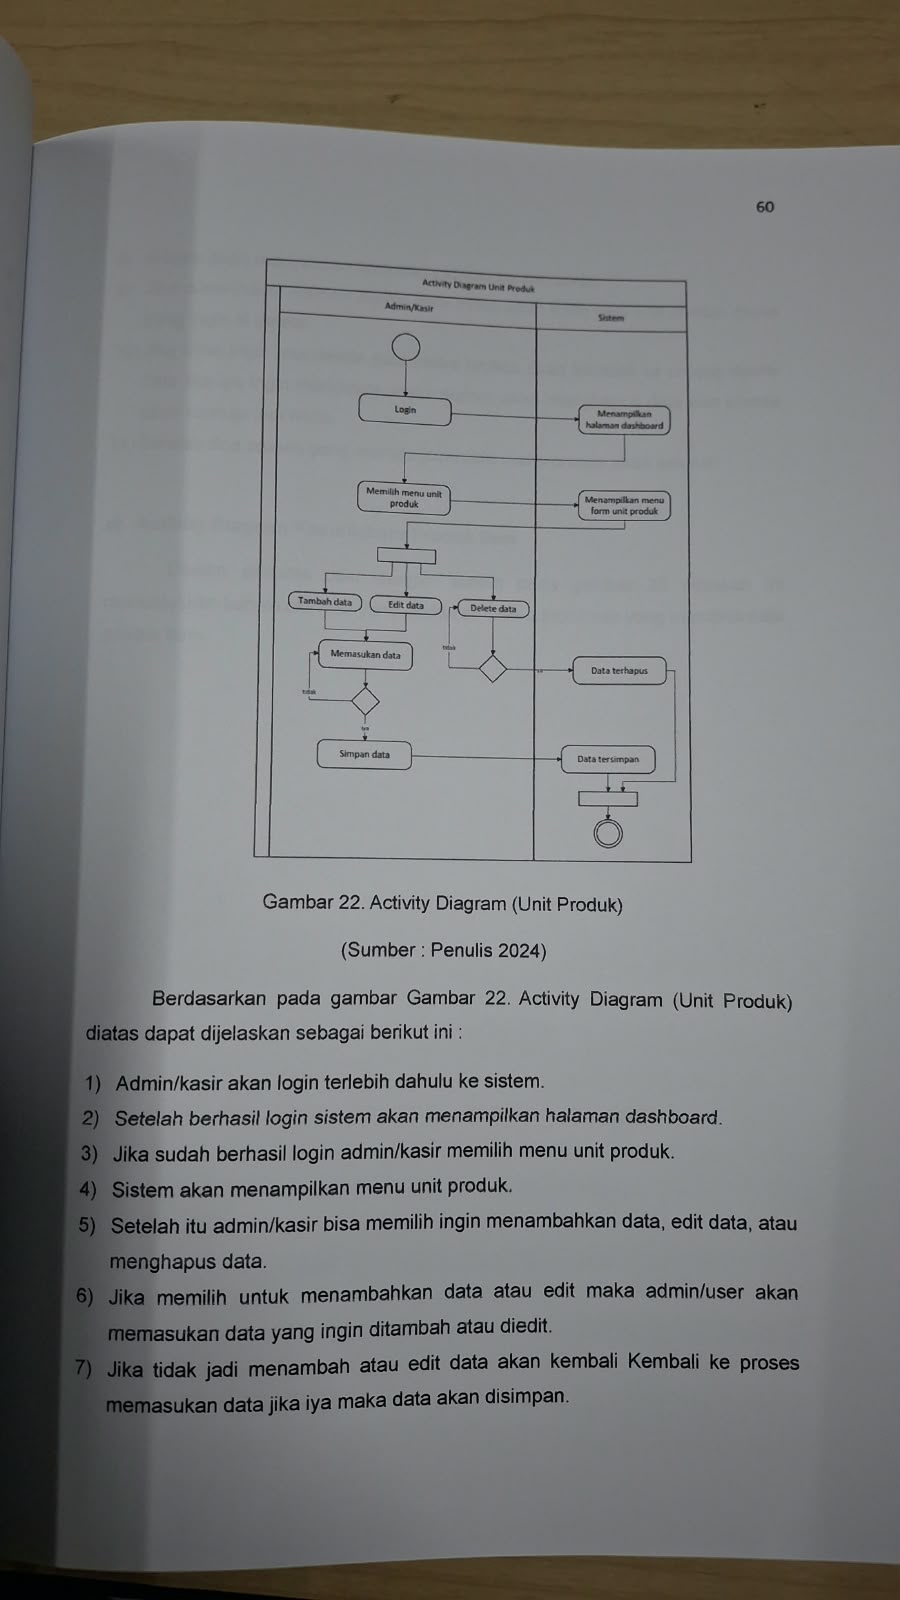 60
Activity Diagram Unit Produk
Admin/Kasir
Sistem
Login
Menampilkan
halaman dashboard
Memilih menu unit
produk
Menampilkan menu
form unit produk
Tambah data
Edit data
Delete data
Memasukan data
tidak
Data terhapus
tidak
iya
Simpan data
Data tersimpan
Gambar 22. Activity Diagram (Unit Produk)
(Sumber : Penulis 2024)
Berdasarkan pada gambar Gambar 22. Activity Diagram (Unit Produk)
diatas dapat dijelaskan sebagai berikut ini :
1) Admin/kasir akan login terlebih dahulu ke sistem.
2) Setelah berhasil login sistem akan menampilkan halaman dashboard.
3) Jika sudah berhasil login admin/kasir memilih menu unit produk.
4) Sistem akan menampilkan menu unit produk.
5) Setelah itu admin/kasir bisa memilih ingin menambahkan data, edit data, atau
menghapus data.
6) Jika memilih untuk menambahkan data atau edit maka admin/user akan
memasukan data yang ingin ditambah atau diedit.
7) Jika tidak jadi menambah atau edit data akan kembali Kembali ke proses
memasukan data jika iya maka data akan disimpan.